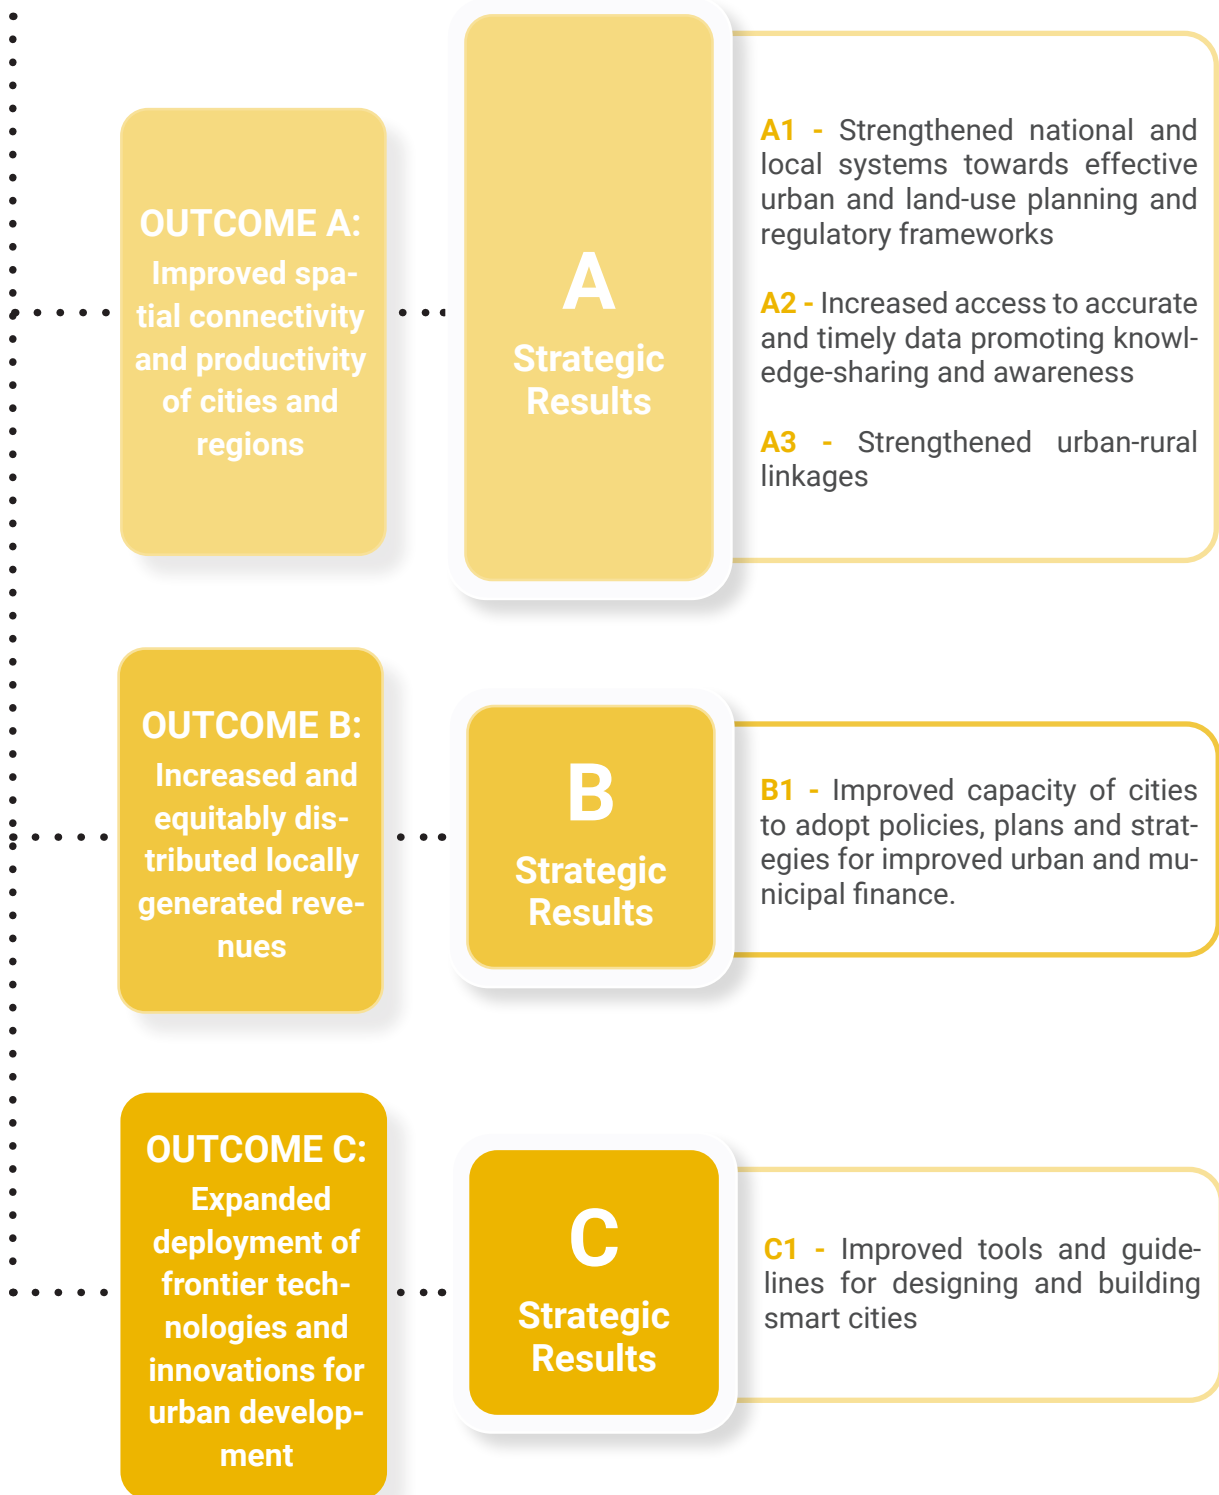 OUTCOME A:
Improved spa-
tial connectivity
and productivity
of cities and
regions
A
Strategic
Results
A1 - Strengthened national and
local systems towards effective
urban and land-use planning and
regulatory frameworks
A2 - Increased access to accurate
and timely data promoting knowl-
edge-sharing and awareness
A3 - Strengthened urban-rural
linkages
OUTCOME B:
Increased and
equitably dis-
tributed locally
generated reve-
nues
B
Strategic
Results
B1 - Improved capacity of cities
to adopt policies, plans and strat-
egies for improved urban and mu-
nicipal finance.
OUTCOME C:
Expanded
deployment of
frontier tech-
nologies and
innovations for
urban develop-
ment
C
Strategic
Results
C1 - Improved tools and guide-
lines for designing and building
smart cities